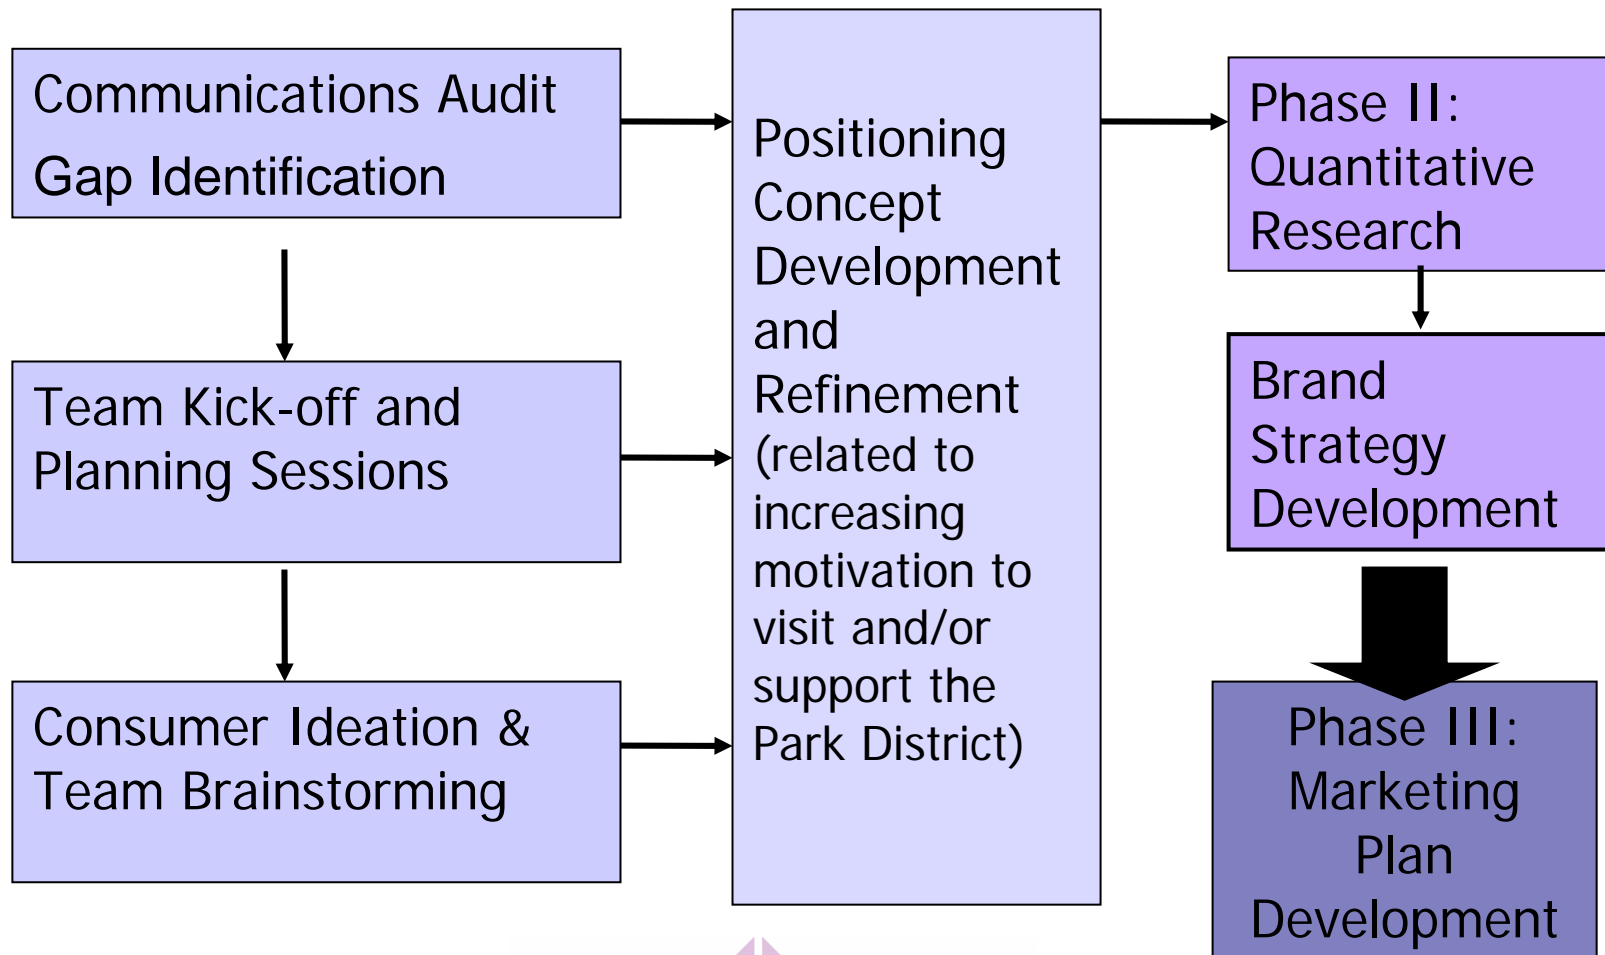 Communications Audit
Gap Identification
Team Kick-off and
Planning Sessions
Consumer Ideation &
Team Brainstorming
Positioning
Concept
Development
and
Refinement
(related to
increasing
motivation to
visit and/or
support the
Park District)
Phase II:
Quantitative
Research
Brand
Strategy
Development
Phase III:
Marketing
Plan
Development